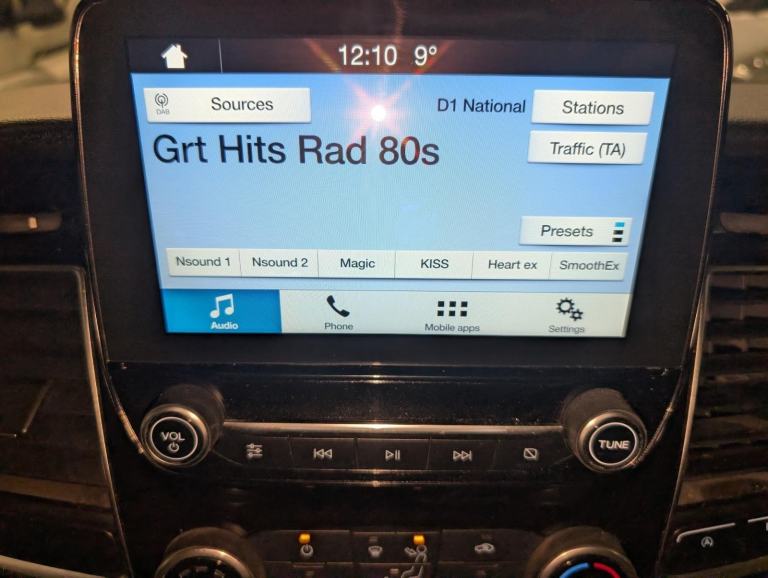 12:10 9°
DAB
Sources
D1 National
Stations
Grt Hits Rad 80s
Traffic (TA)
Presets
Nsound 1 Nsound 2 Magic KISS Heart ex SmoothEx
Audio Phone Mobile apps Settings
VOL
TUNE
A